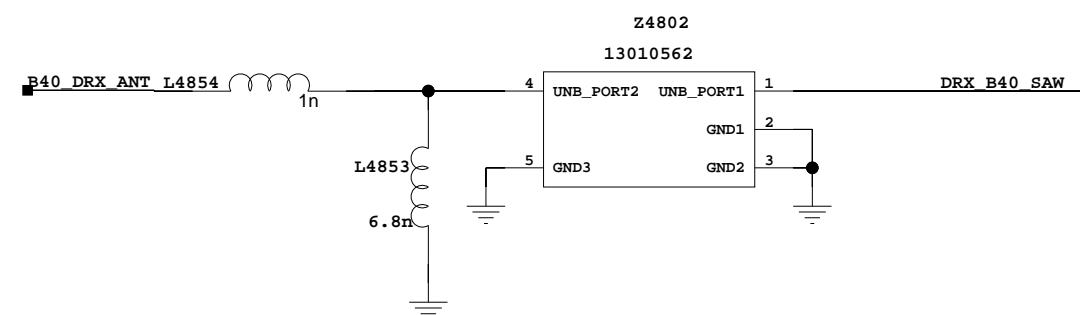 Z4802
13010562
B40_DRX_ANT L4854
1n
4 UNB_PORT2 UNB_PORT1 1
DRX_B40_SAW
GND1 2
L4853
5 GND3 GND2 3
6.8n